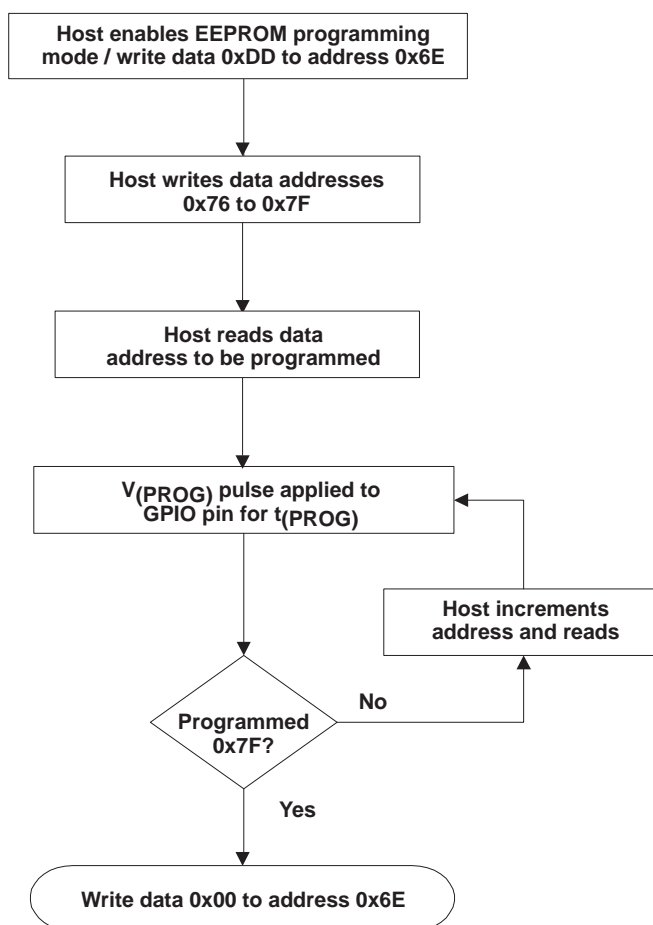 Host enables EEPROM programming
mode / write data 0xDD to address 0x6E
Host writes data addresses
0x76 to 0x7F
Host reads data
address to be programmed
V(PROG) pulse applied to
GPIO pin for t(PROG)
Host increments
address and reads
No
Programmed
0x7F?
Yes
Write data 0x00 to address 0x6E